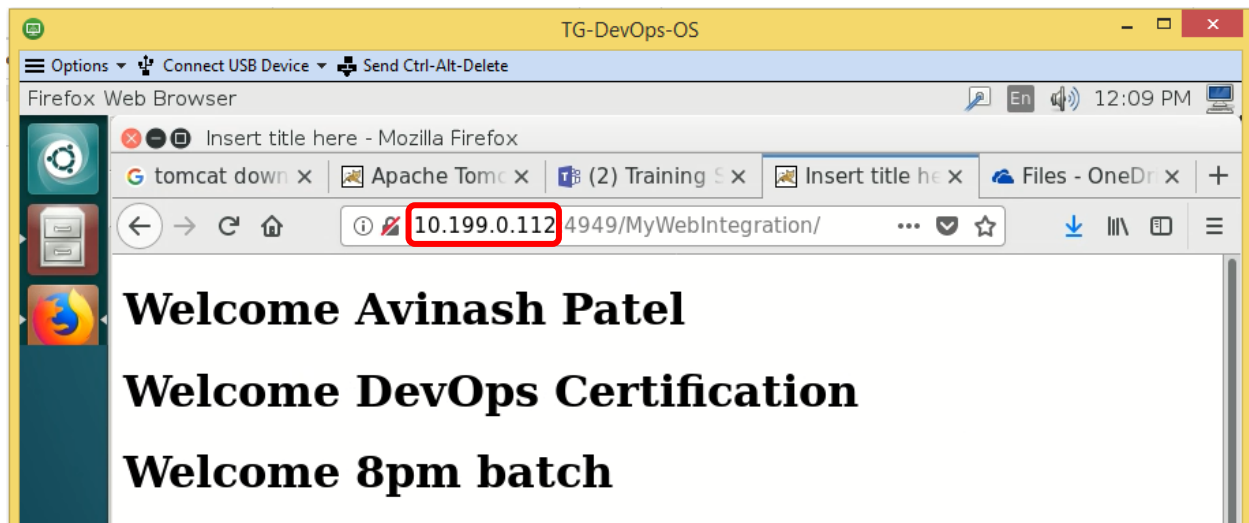 TG-DevOps-OS
Options Connect USB Device Send Ctrl-Alt-Delete
Firefox Web Browser En 12:09 PM
Insert title here - Mozilla Firefox
tomcat down Apache Tomc (2) Training S Insert title he Files - OneDri
10.199.0.112:4949/MyWebIntegration/
Welcome Avinash Patel
Welcome DevOps Certification
Welcome 8pm batch